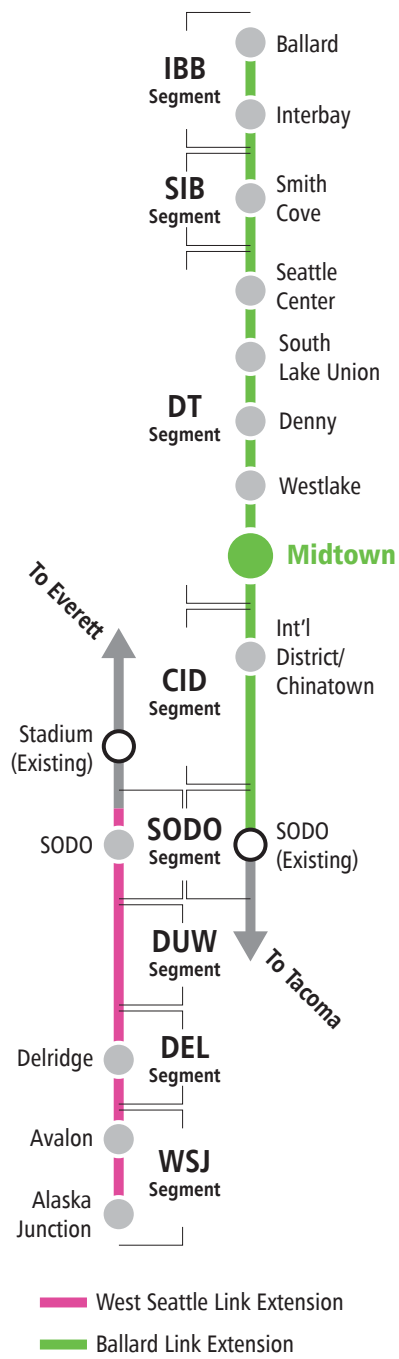 Ballard
IBB
Segment
Interbay
SIB
Segment
Smith
Cove
Seattle
Center
South
Lake Union
DT
Segment
Denny
Westlake
Midtown
To Everett
Int'l
District/
Chinatown
CID
Segment
Stadium
(Existing)
SODO
SODO
Segment
SODO
(Existing)
DUW
Segment
To Tacoma
Delridge
DEL
Segment
Avalon
WSJ
Segment
Alaska
Junction
West Seattle Link Extension
Ballard Link Extension